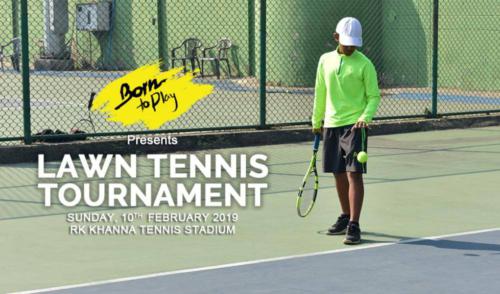 Born
to Play
Presents
LAWN TENNIS
TOURNAMENT
SUNDAY, 10TH FEBRUARY 2019
RK KHANNA TENNIS STADIUM